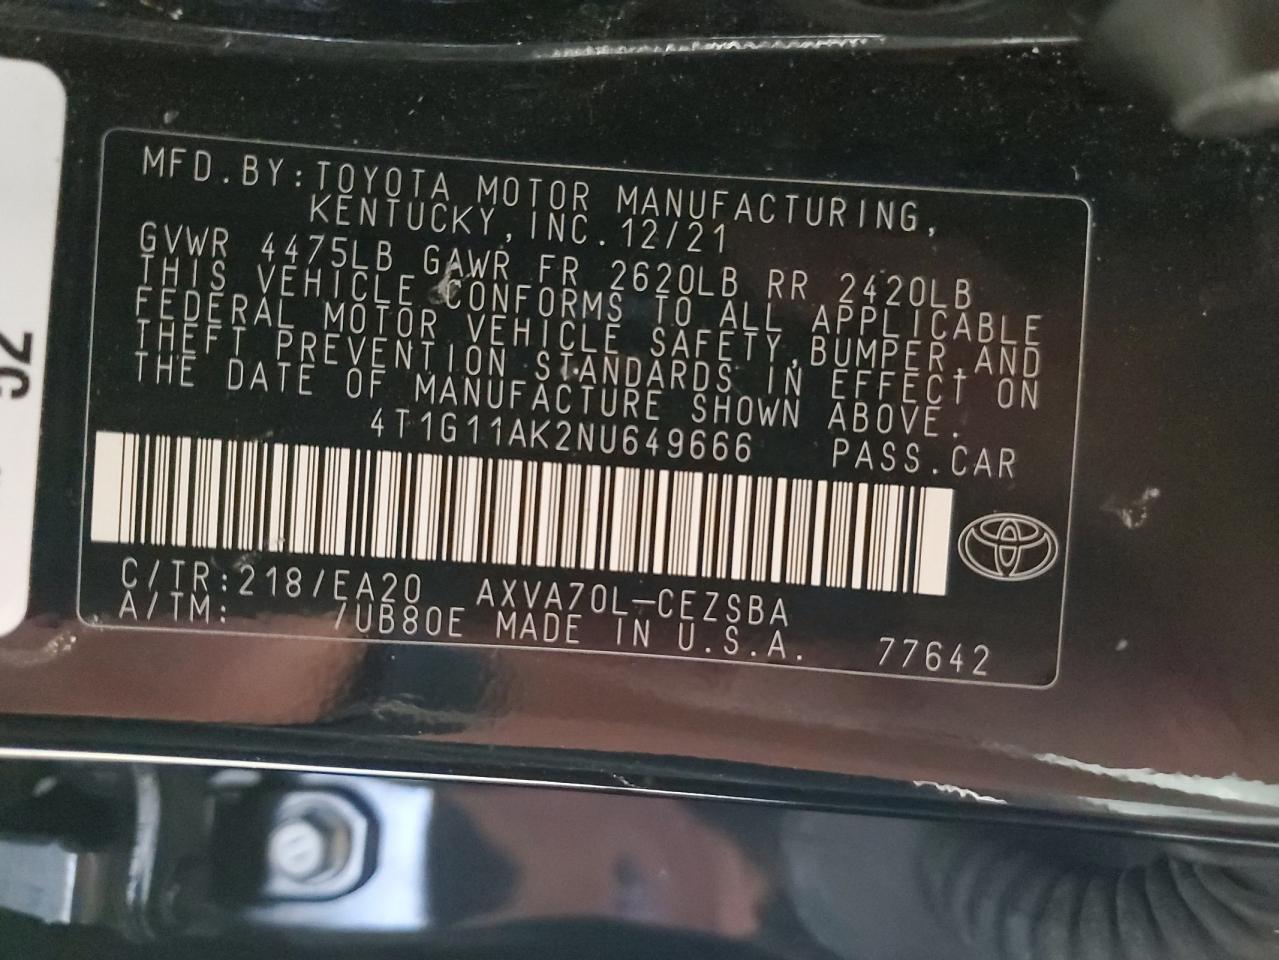 MFD.BY:TOYOTA MOTOR MANUFACTURING,
KENTUCKY,INC.12/21
GVWR 4475LB GAWR FR 2620LB RR 2420LB
THIS VEHICLE CONFORMS TO ALL APPLICABLE
FEDERAL MOTOR VEHICLE SAFETY,BUMPER,AND
THEFT PREVENTION STANDARDS IN EFFECT ON
THE DATE OF MANUFACTURE SHOWN ABOVE.
4T1G11AK2NU649666 PASS.CAR
C/TR:218/EA20 AXVA70L-CEZSBA
A/TM: /UB80E MADE IN U.S.A. 77642